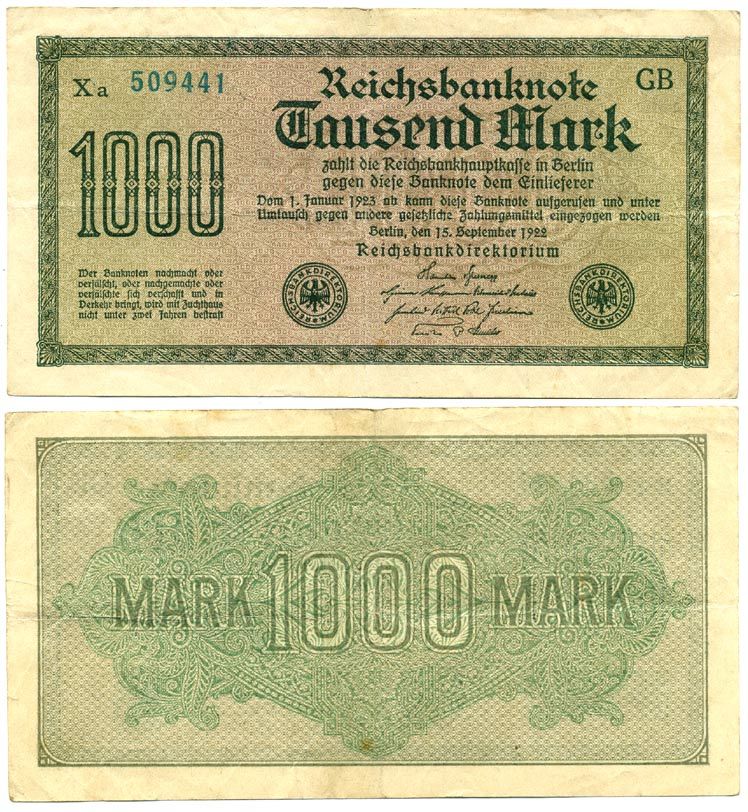 Xa 509441
GB
Reichsbanknote
Tausend Mark
1000
zahlt die Reichsbankhauptkasse in Berlin
gegen diese Banknote dem Einlieferer
Vom 1. Januar 1923 ab kann diese Banknote aufgerufen und unter
Umtausch gegen andere gesetzliche Zahlungsmittel eingezogen werden
Berlin, den 15. September 1922
Reichsbankdirektorium
Wer Banknoten nachmacht oder
verfälscht, oder nachgemachte oder
verfälschte sich verschafft und in
Verkehr bringt, wird mit Zuchthaus
nicht unter zwei Jahren bestraft
REICHSBANKDIREKTORIUM
REICHSBANKDIREKTORIUM
MARK 1000 MARK